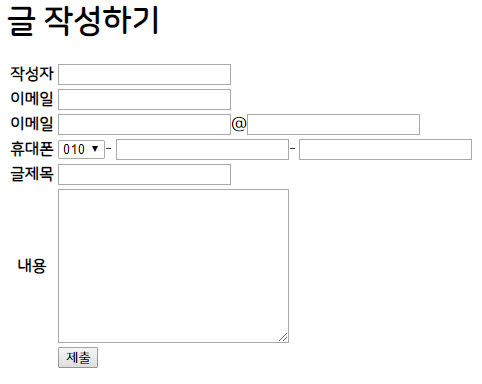 글 작성하기
작성자
이메일
이메일 @
휴대폰 010 - -
글제목
내용
제출